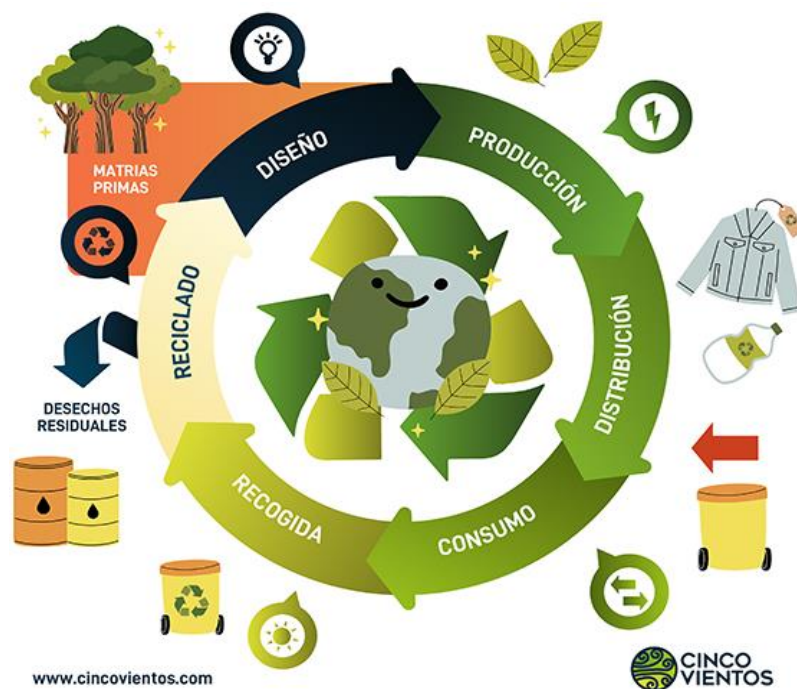 MATRIAS
PRIMAS
DISEÑO
PRODUCCIÓN
DISTRIBUCIÓN
CONSUMO
RECOGIDA
RECICLADO
DESECHOS
RESIDUALES
www.cincovientos.com
CINCO
VIENTOS